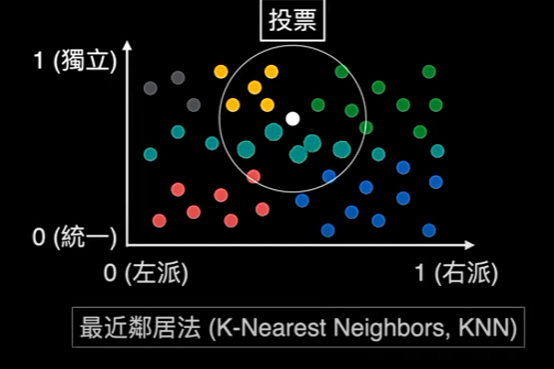 投票
1 (獨立)
0 (統一)
0 (左派)
1 (右派)
最近鄰居法 (K-Nearest Neighbors, KNN)